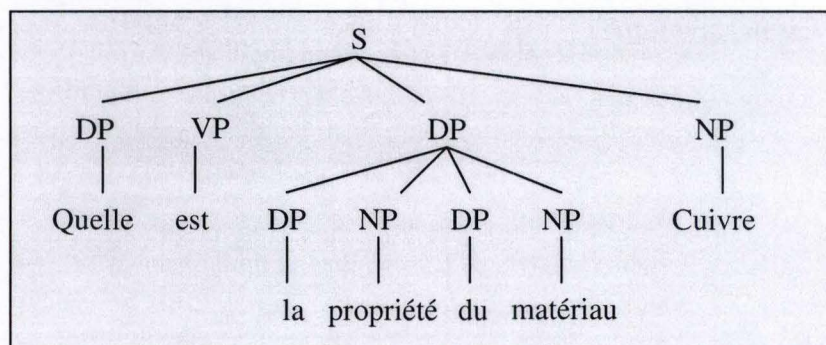 S
DP VP DP NP
Quelle est DP NP DP NP Cuivre
la propriété du matériau